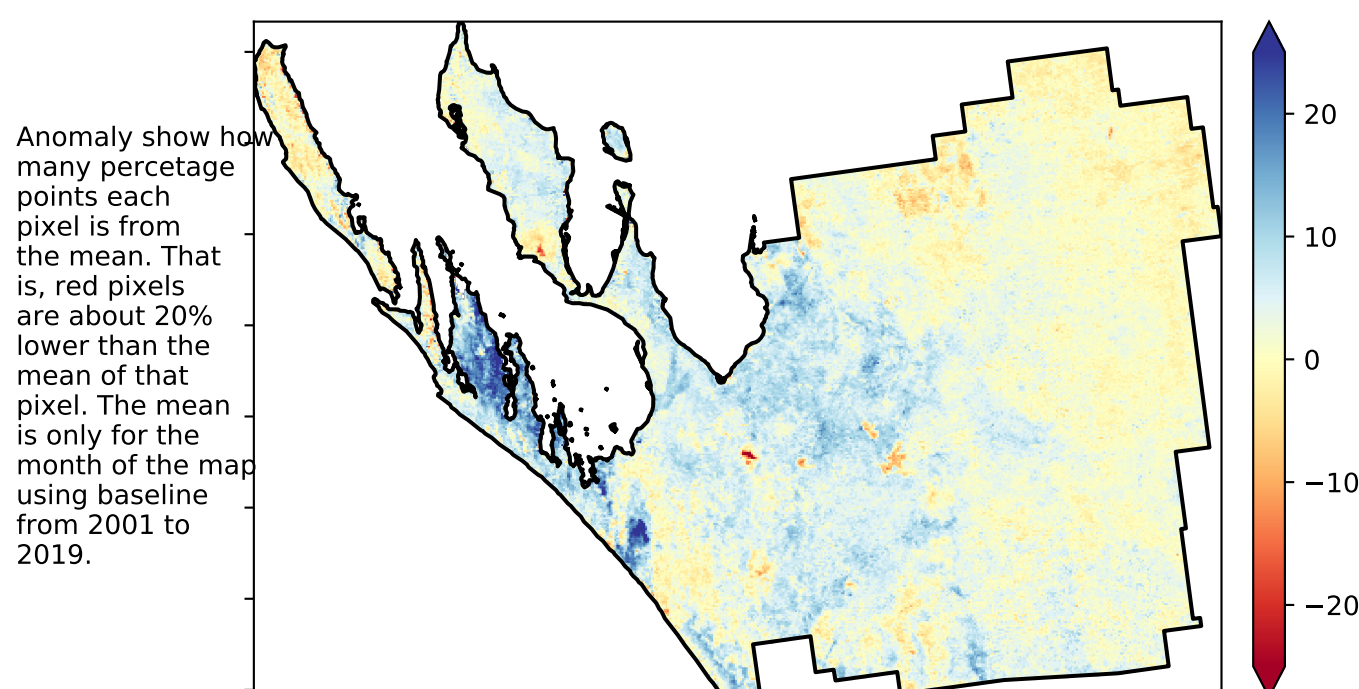 Anomaly show how
many percetage
points each
pixel is from
the mean. That
is, red pixels
are about 20%
lower than the
mean of that
pixel. The mean
is only for the
month of the map
using baseline
from 2001 to
2019.
20
10
0
−10
−20